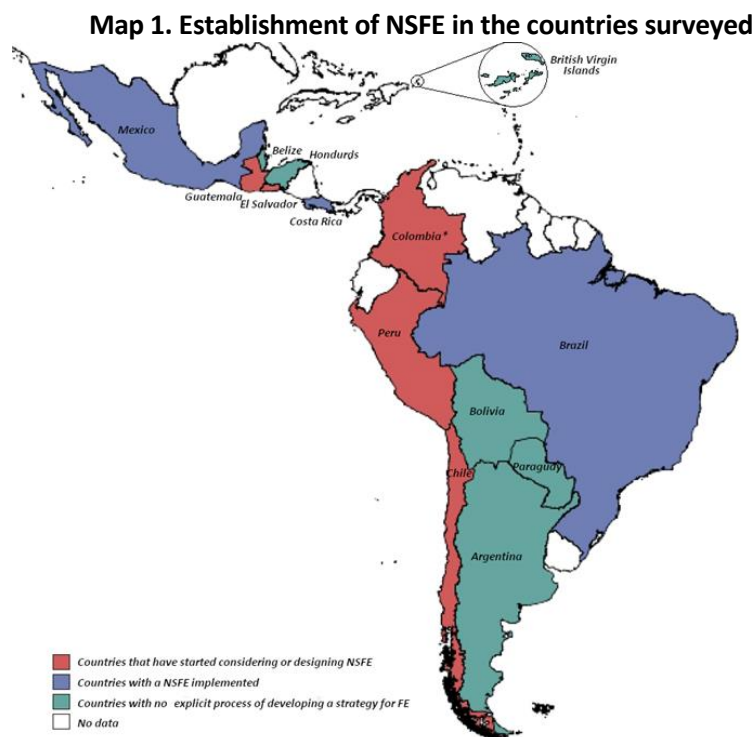 Map 1. Establishment of NSFE in the countries surveyed
British Virgin
Islands
Mexico
Belize
Hondurds
Guatemala
El Salvador
Costa Rica
Colombia*
Peru
Brazil
Bolivia
Paraguay
Chile
Argentina
Countries that have started considering or designing NSFE
Countries with a NSFE implemented
Countries with no explicit process of developing a strategy for FE
No data